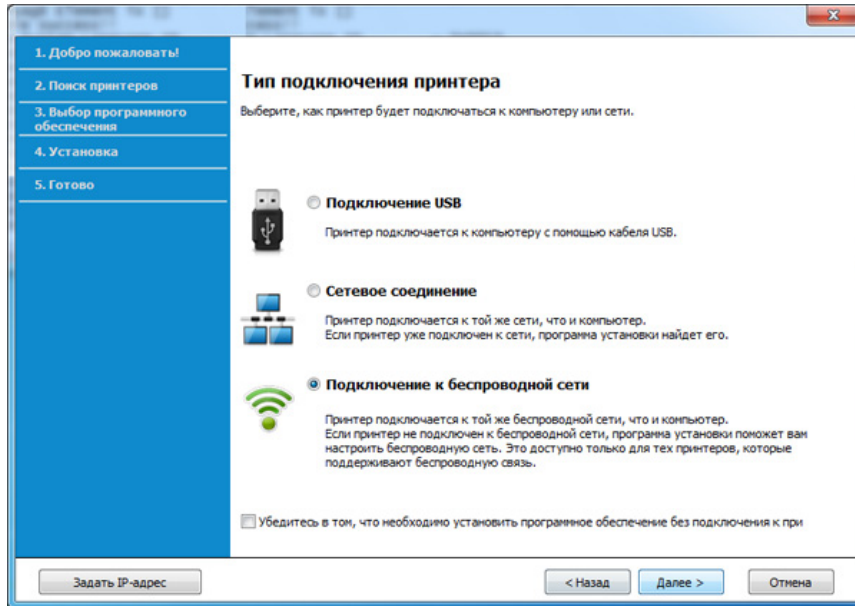 1. Добро пожаловать!
2. Поиск принтеров
3. Выбор программного
обеспечения
4. Установка
5. Готово
Тип подключения принтера
Выберите, как принтер будет подключаться к компьютеру или сети.
Подключение USB
Принтер подключается к компьютеру с помощью кабеля USB.
Сетевое соединение
Принтер подключается к той же сети, что и компьютер.
Если принтер уже подключен к сети, программа установки найдет его.
Подключение к беспроводной сети
Принтер подключается к той же беспроводной сети, что и компьютер.
Если принтер не подключен к беспроводной сети, программа установки поможет вам
настроить беспроводную сеть. Это доступно только для тех принтеров, которые
поддерживают беспроводную связь.
Убедитесь в том, что необходимо установить программное обеспечение без подключения к при
Задать IP-адрес
< Назад
Далее >
Отмена